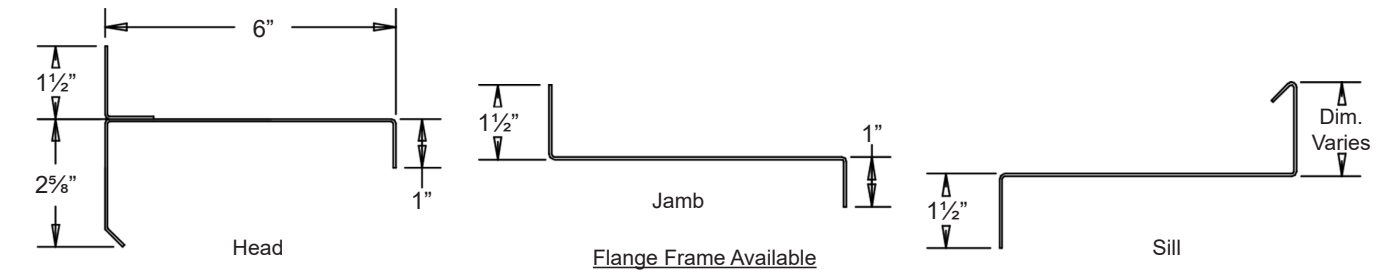 6”
1½”
2⅝”
1”
Head
1½”
1”
Jamb
Flange Frame Available
Dim.
Varies
1½”
Sill